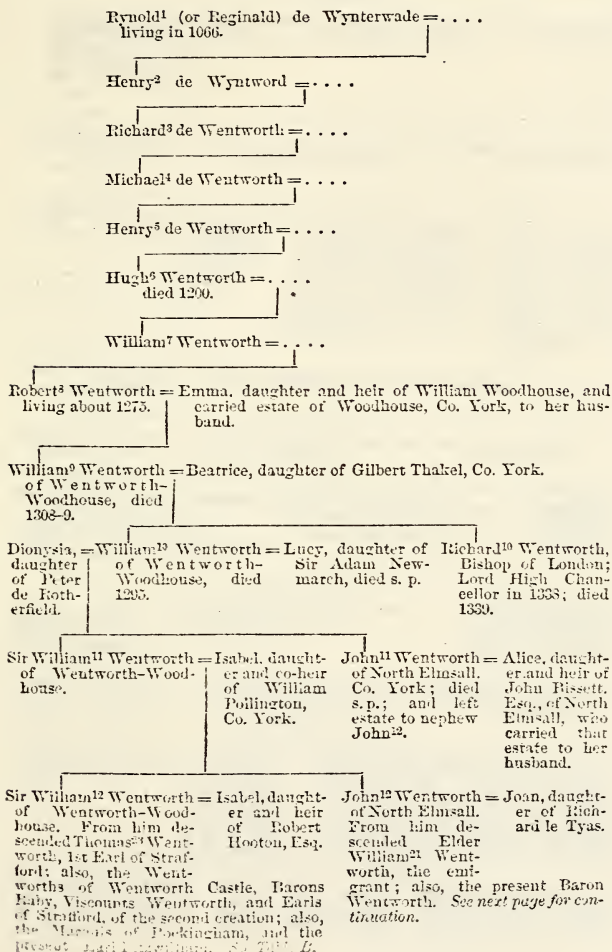 Rynold¹ (or Reginald) de Wynterwade = . . . .
living in 1066.
Henry² de Wyntword = . . . .
Richard³ de Wentworth = . . . .
Michael⁴ de Wentworth = . . . .
Henry⁵ de Wentworth = . . . .
Hugh⁶ Wentworth = . . . .
died 1200.
William⁷ Wentworth = . . . .
Robert⁸ Wentworth = Emma, daughter and heir of William Woodhouse, and
living about 1275. carried estate of Woodhouse, Co. York, to her hus-
band.
William⁹ Wentworth = Beatrice, daughter of Gilbert Thakel, Co. York.
of Wentworth-
Woodhouse, died
1308-9.
Dionysia, = William¹⁰ Wentworth = Lucy, daughter of Richard¹⁰ Wentworth,
daughter of Wentworth- Sir Adam New- Bishop of London;
of Peter Woodhouse, died march, died s. p. Lord High Chan-
de Roth- 1295. cellor in 1338; died
erfield. 1339.
Sir William¹¹ Wentworth = Isabel, daught- John¹¹ Wentworth = Alice, daught-
of Wentworth-Wood- er and co-heir of North Elmsall, er and heir of
house. of William Co. York; died John Bissett,
Pollington, s. p.; and left Esq., of North
Co. York. estate to nephew Elmsall, who
John¹². carried that
estate to her
husband.
Sir William¹² Wentworth = Isabel, daught- John¹² Wentworth = Joan, daught-
of Wentworth-Wood- er and heir of North Elmsall. er of Rich-
house. From him de- of Robert From him de- ard le Tyas.
scended Thomas Went- Hooton, Esq. scended Elder
worth, 1st Earl of Straf- William²¹ Went-
ford; also, the Went- worth, the emi-
worths of Wentworth Castle, Barons grant; also, the present Baron
Raby, Viscounts Wentworth, and Earls Wentworth. See next page for con-
of Strafford, of the second creation; also, tinuation.
the Marquis of Rockingham, and the
present Earl